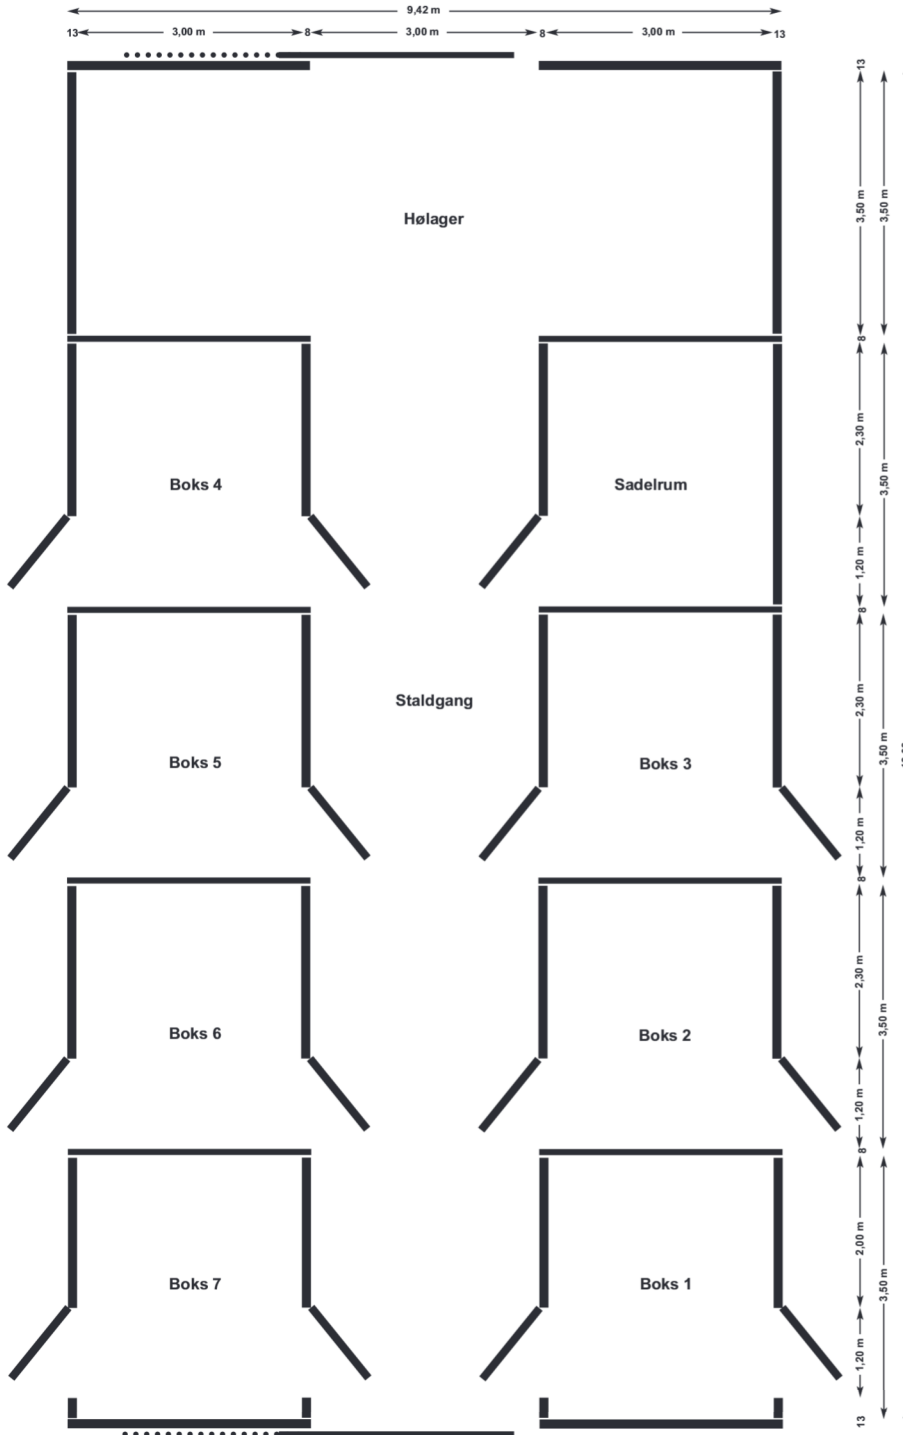 9,42 m
13 3,00 m 8 3,00 m 8 3,00 m 13
13
3,50 m 3,50 m
Hølager
8
2,30 m
3,50 m
Boks 4 Sadelrum
1,20 m
8
2,30 m
Staldgang
3,50 m
Boks 5 Boks 3
1,20 m
8
2,30 m
3,50 m
Boks 6 Boks 2
1,20 m
8
2,00 m
3,50 m
Boks 7 Boks 1
1,20 m
13